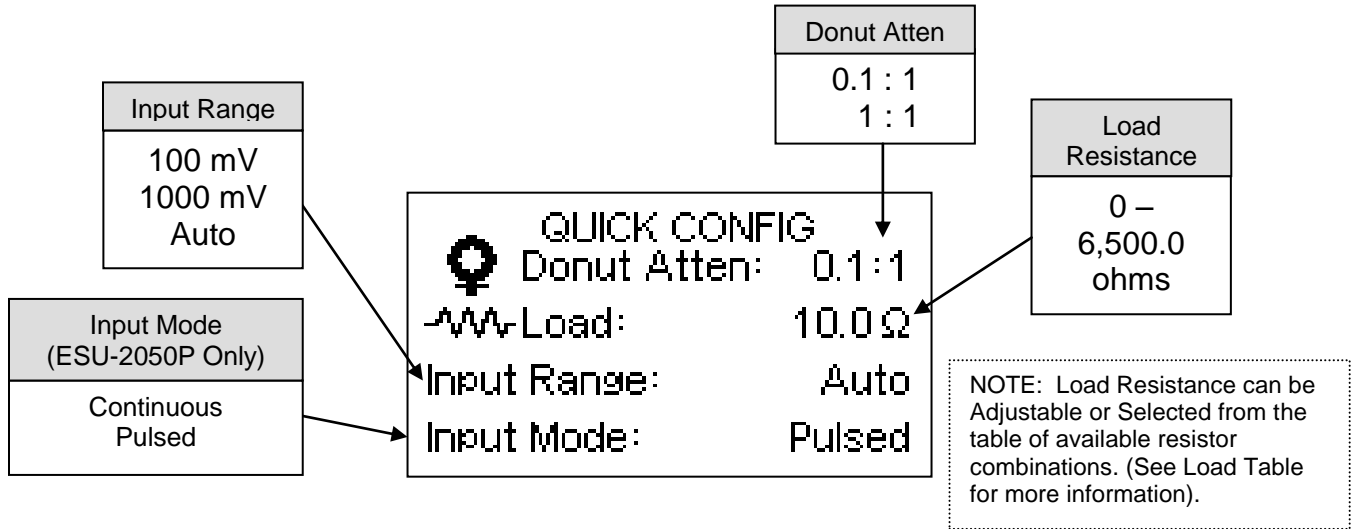 Donut Atten
0.1 : 1
1 : 1
Input Range
100 mV
1000 mV
Auto
Load
Resistance
0 –
6,500.0
ohms
QUICK CONFIG
Donut Atten: 0.1:1
Load: 10.0 Ω
Input Range: Auto
Input Mode: Pulsed
Input Mode
(ESU-2050P Only)
Continuous
Pulsed
NOTE: Load Resistance can be
Adjustable or Selected from the
table of available resistor
combinations. (See Load Table
for more information).